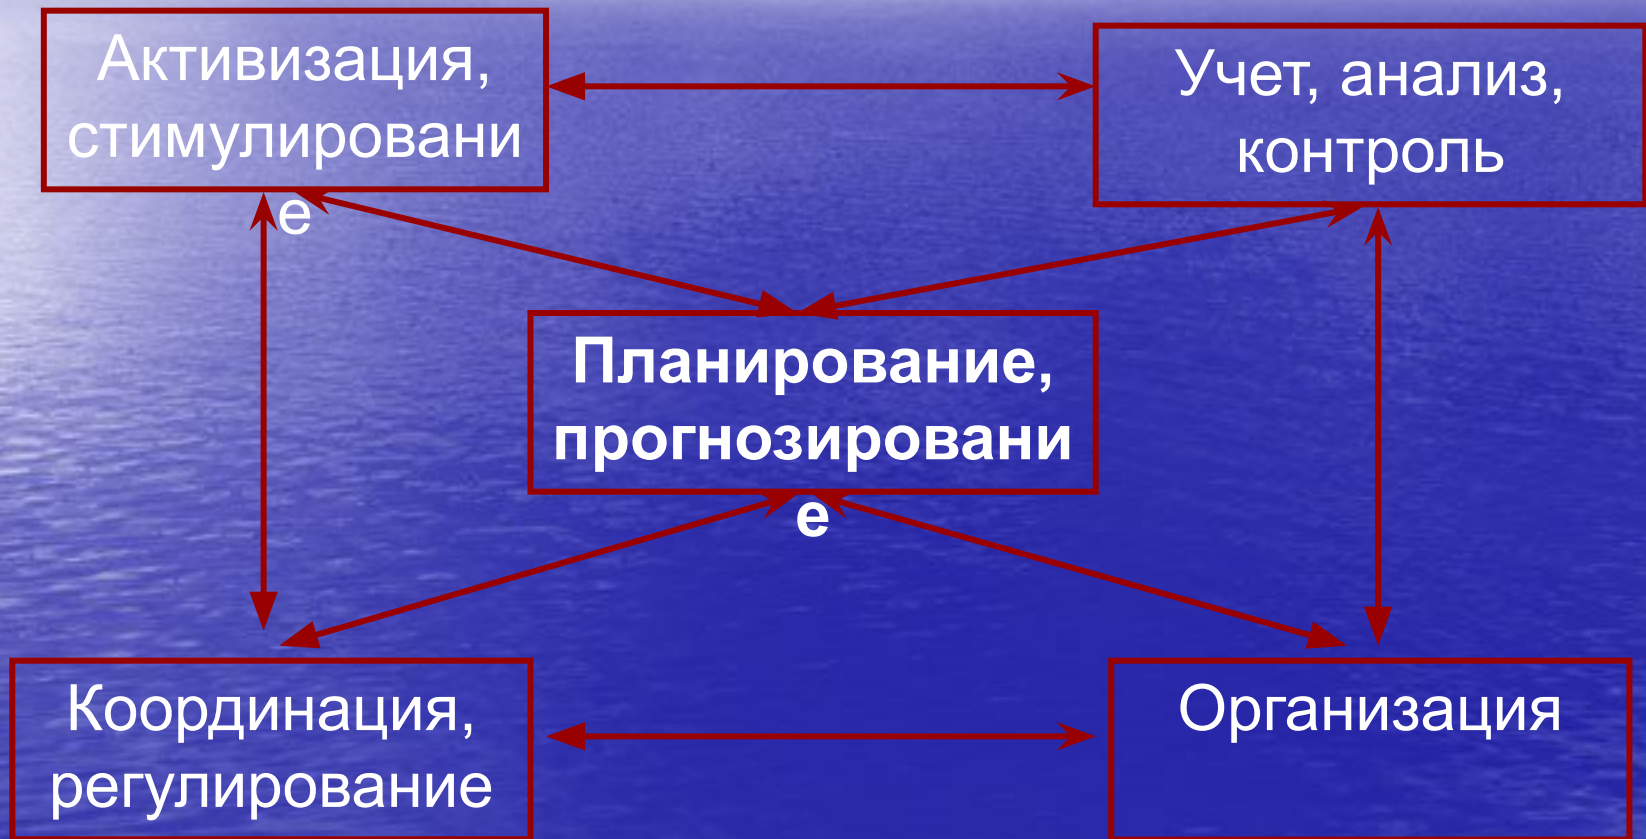 Активизация,
стимулировани
е
Учет, анализ,
контроль
Планирование,
прогнозировани
е
Координация,
регулирование
Организация